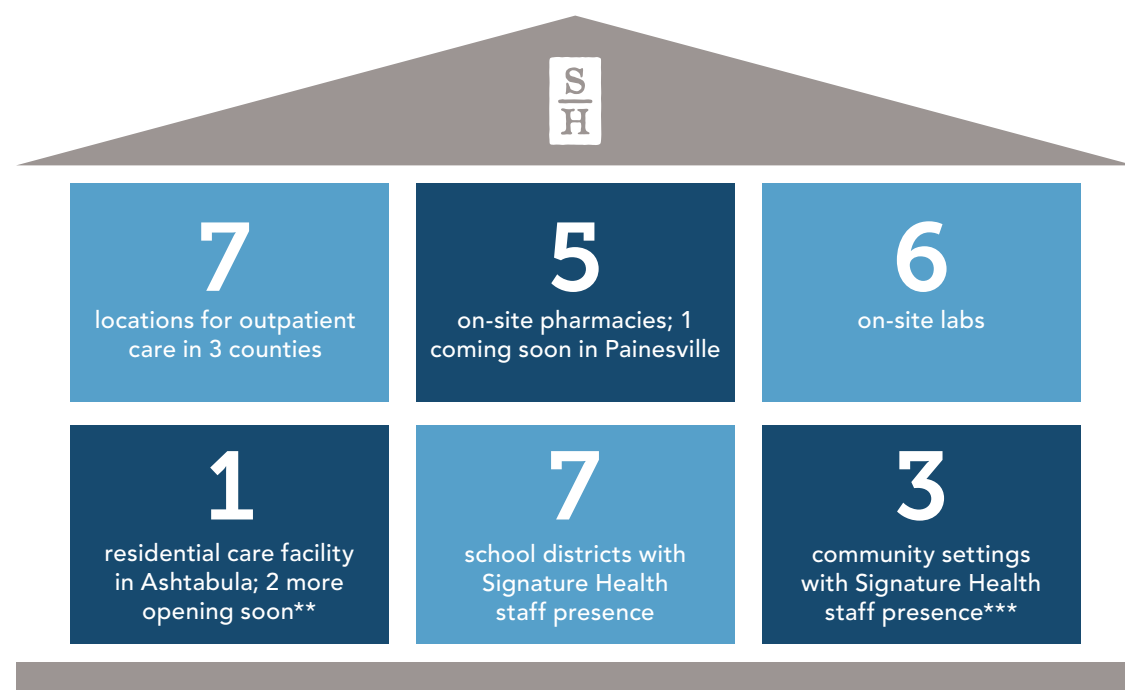 S
H
7
locations for outpatient
care in 3 counties
5
on-site pharmacies; 1
coming soon in Painesville
6
on-site labs
1
residential care facility
in Ashtabula; 2 more
opening soon**
7
school districts with
Signature Health
staff presence
3
community settings
with Signature Health
staff presence***